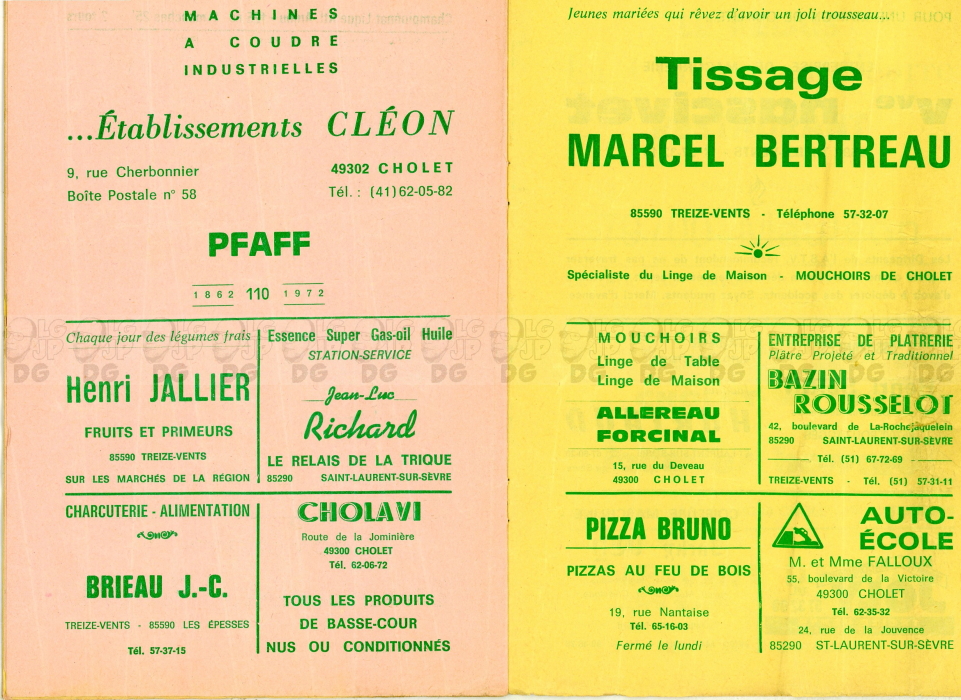 MACHINES
A COUDRE
INDUSTRIELLES
...Établissements CLÉON
9, rue Cherbonnier
Boîte Postale n° 58
49302 CHOLET
Tél. : (41) 62-05-82
PFAFF
1862 110 1972
Chaque jour des légumes frais
Henri JALLIER
FRUITS ET PRIMEURS
85590 TREIZE-VENTS
SUR LES MARCHÉS DE LA RÉGION
Essence Super Gas-oil Huile
STATION-SERVICE
Jean-Luc
Richard
LE RELAIS DE LA TRIQUE
85290 SAINT-LAURENT-SUR-SÈVRE
CHARCUTERIE - ALIMENTATION
BRIEAU J.-C.
TREIZE-VENTS - 85590 LES ÉPESSES
Tél. 57-37-15
CHOLAVI
Route de la Jominière
49300 CHOLET
Tél. 62-06-72
TOUS LES PRODUITS
DE BASSE-COUR
NUS OU CONDITIONNÉS
Jeunes mariées qui rêvez d'avoir un joli trousseau...
Tissage
MARCEL BERTREAU
85590 TREIZE-VENTS - Téléphone 57-32-07
Spécialiste du Linge de Maison - MOUCHOIRS DE CHOLET
MOUCHOIRS
Linge de Table
Linge de Maison
ALLEREAU
FORCINAL
15, rue du Deveau
49300 CHOLET
ENTREPRISE DE PLATRERIE
Plâtre Projeté et Traditionnel
BAZIN
ROUSSELOT
42, boulevard de La-Rochejaquelein
85290 SAINT-LAURENT-SUR-SÈVRE
Tél. (51) 67-72-69
TREIZE-VENTS - Tél. (51) 57-31-11
PIZZA BRUNO
PIZZAS AU FEU DE BOIS
19, rue Nantaise
Tél. 65-16-03
Fermé le lundi
AUTO-
ÉCOLE
M. et Mme FALLOUX
55, boulevard de la Victoire
49300 CHOLET
Tél. 62-35-32
24, rue de la Jouvence
85290 ST-LAURENT-SUR-SÈVRE